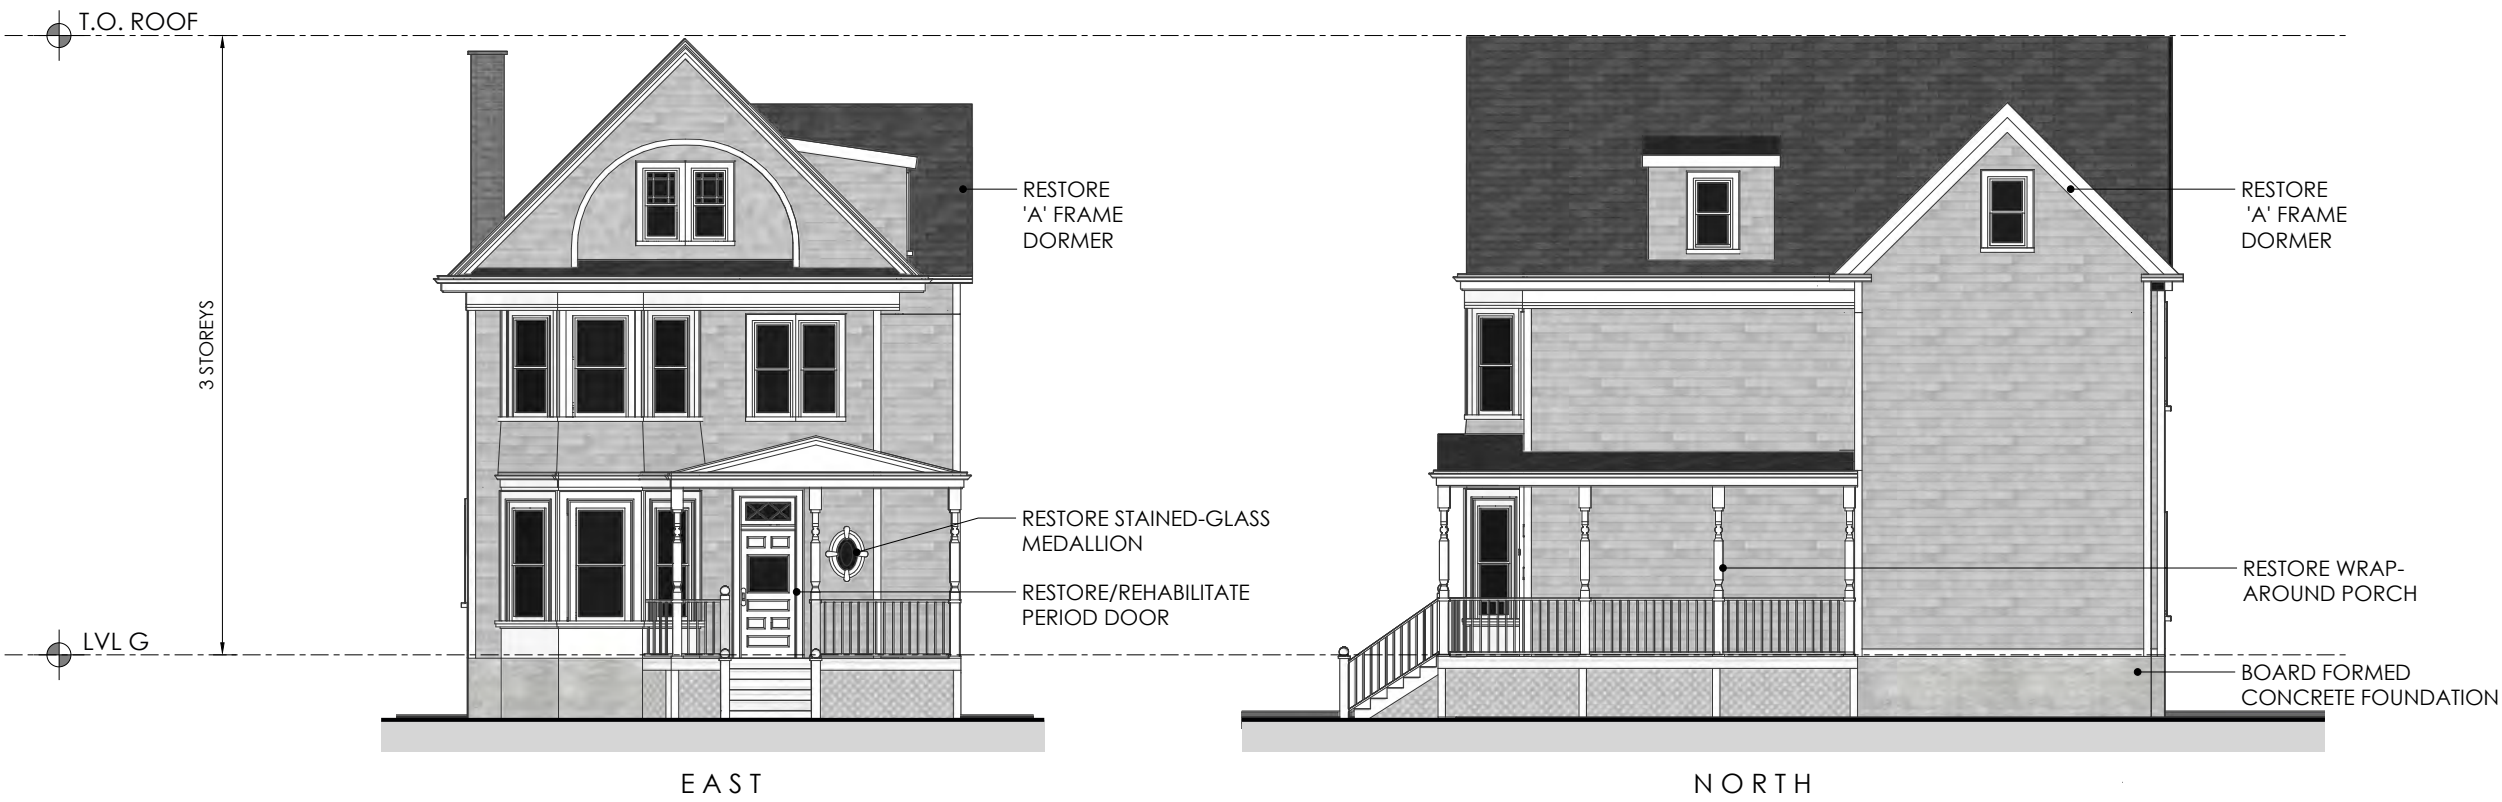 T.O. ROOF
3 STOREYS
LVL G
RESTORE
'A' FRAME
DORMER
RESTORE STAINED-GLASS
MEDALLION
RESTORE/REHABILITATE
PERIOD DOOR
EAST
RESTORE
'A' FRAME
DORMER
RESTORE WRAP-
AROUND PORCH
BOARD FORMED
CONCRETE FOUNDATION
NORTH